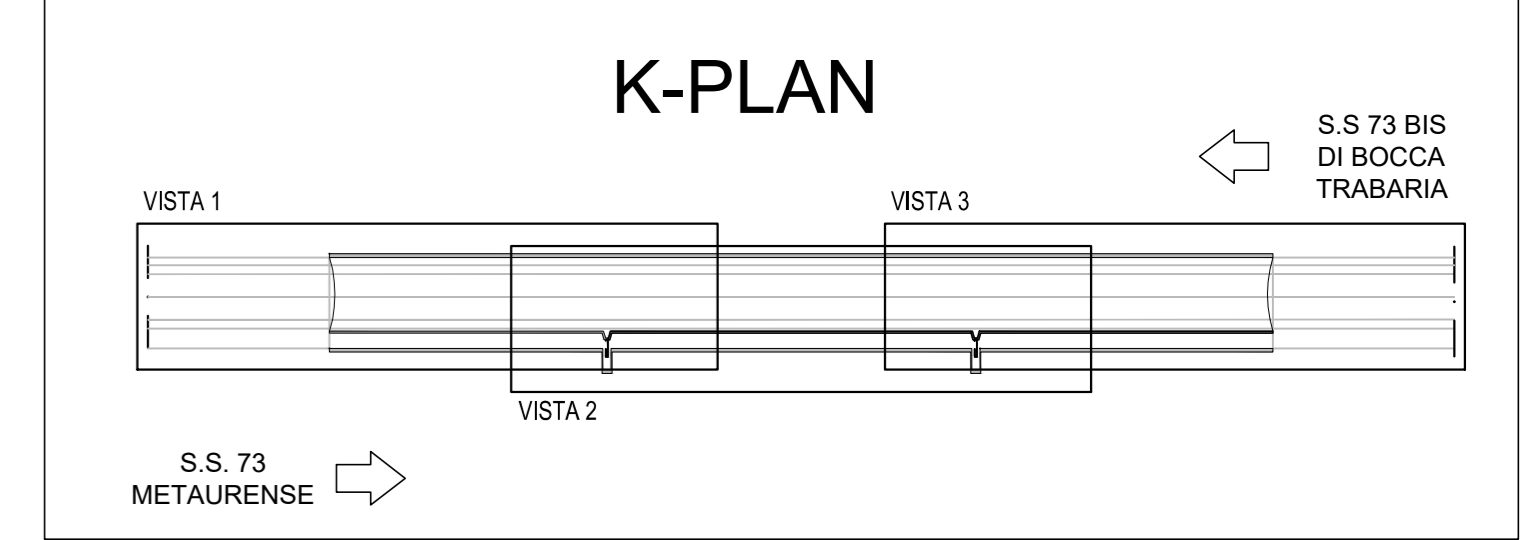 K-PLAN
S.S 73 BIS
DI BOCCA
TRABARIA
VISTA 1
VISTA 3
VISTA 2
S.S. 73
METAURENSE